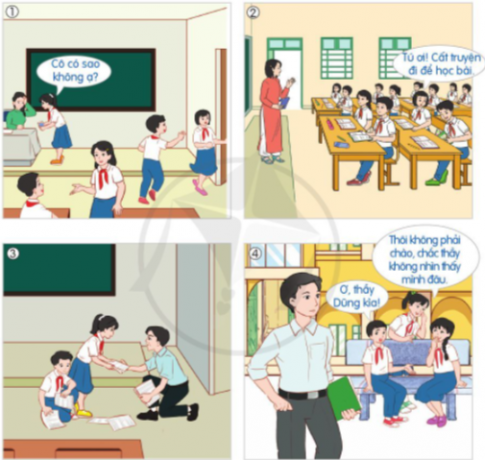 1
Cô có sao
không ạ?
2
Tú ơi! Cất truyện
đi để học bài.
3
4
Ơ, thầy
Dũng kìa!
Thôi không phải
chào, chắc thầy
không nhìn thấy
mình đâu.